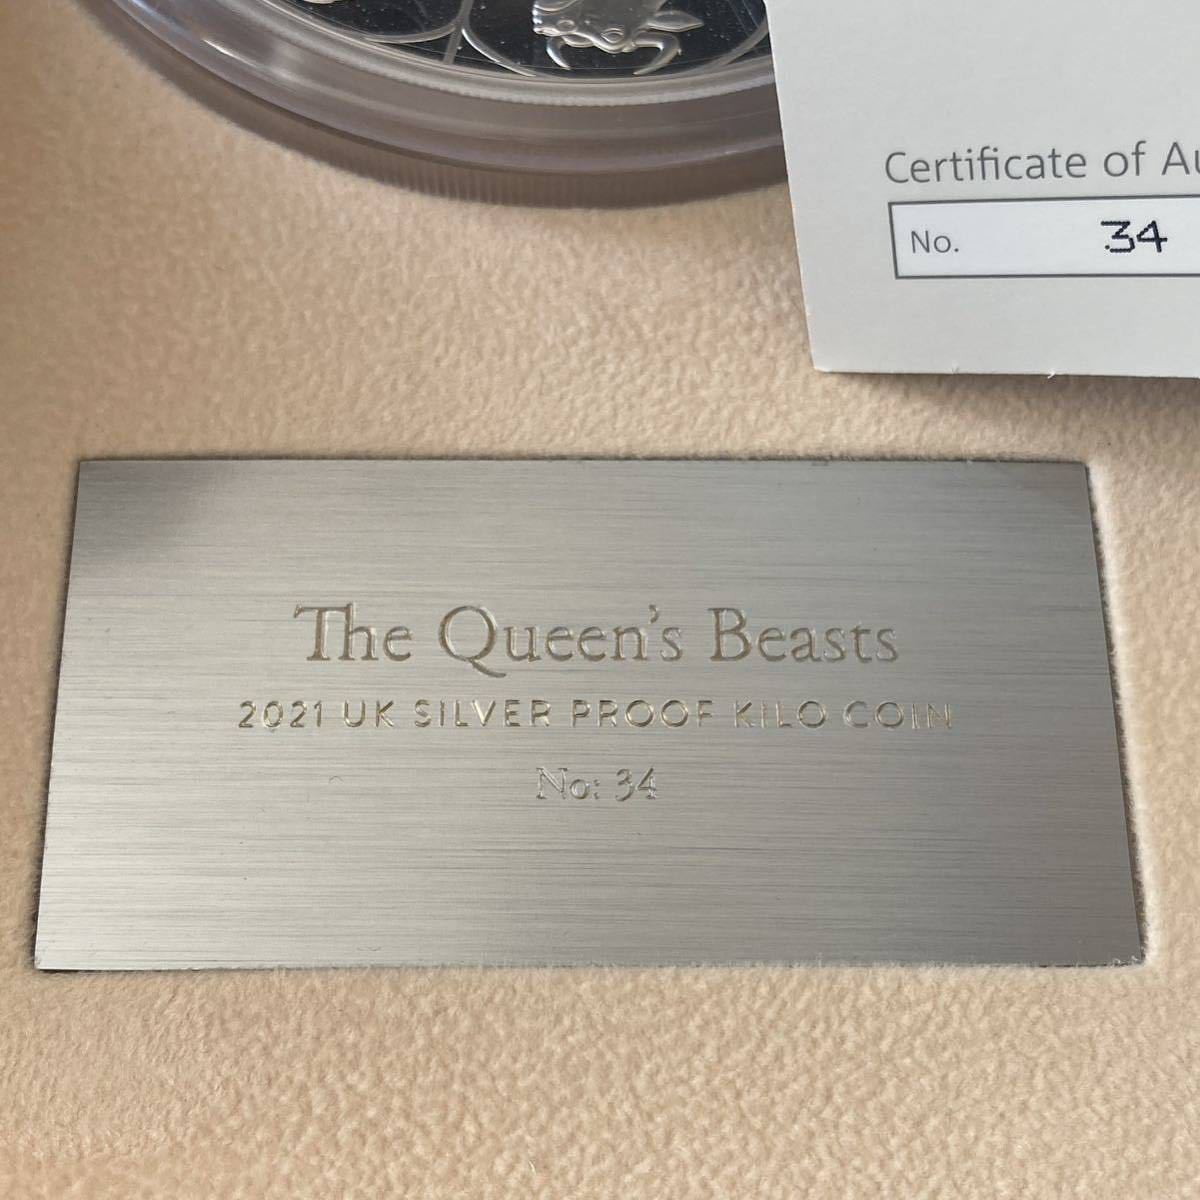 Certificate of Au
No. 34
The Queen's Beasts
2021 UK SILVER PROOF KILO COIN
No: 34